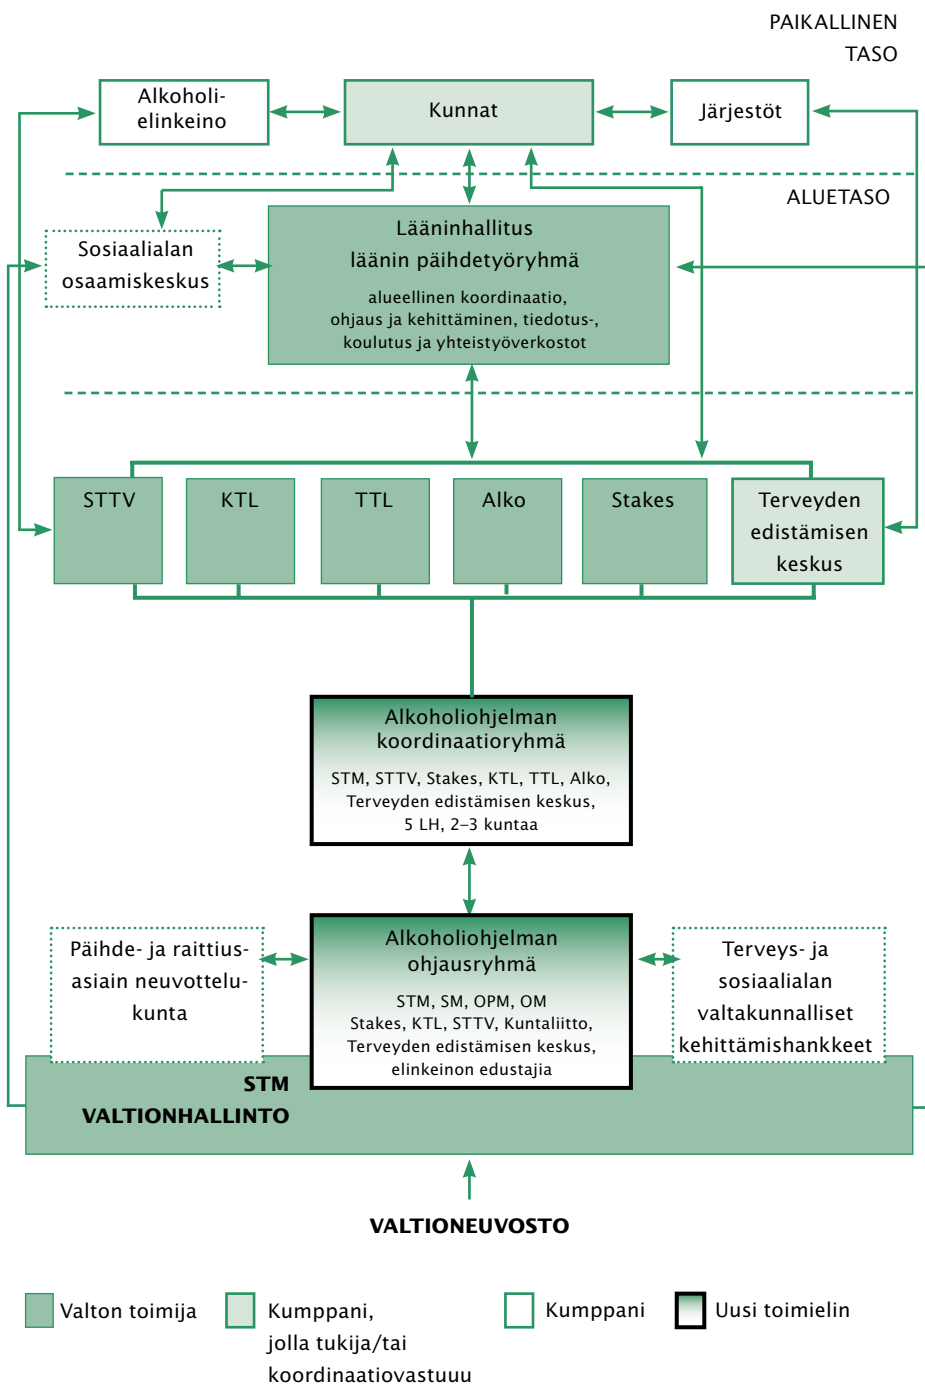 PAIKALLINEN
TASO
Alkoholi-
elinkeino
Kunnat
Järjestöt
ALUETASO
Sosiaalialan
osaamiskeskus
Lääninhallitus
läänin päihdetyöryhmä
alueellinen koordinaatio,
ohjaus ja kehittäminen, tiedotus-,
koulutus ja yhteistyöverkostot
STTV
KTL
TTL
Alko
Stakes
Terveyden
edistämisen
keskus
Alkoholiohjelman
koordinaatioryhmä
STM, STTV, Stakes, KTL, TTL, Alko,
Terveyden edistämisen keskus,
5 LH, 2–3 kuntaa
Päihde- ja raittius-
asiain neuvottelu-
kunta
Alkoholiohjelman
ohjausryhmä
STM, SM, OPM, OM
Stakes, KTL, STTV, Kuntaliitto,
Terveyden edistämisen keskus,
elinkeinon edustajia
Terveys- ja
sosiaalialan
valtakunnalliset
kehittämishankkeet
STM
VALTIONHALLINTO
VALTIONEUVOSTO
Valton toimija
Kumppani,
jolla tukija/tai
koordinaatiovastuuu
Kumppani
Uusi toimielin